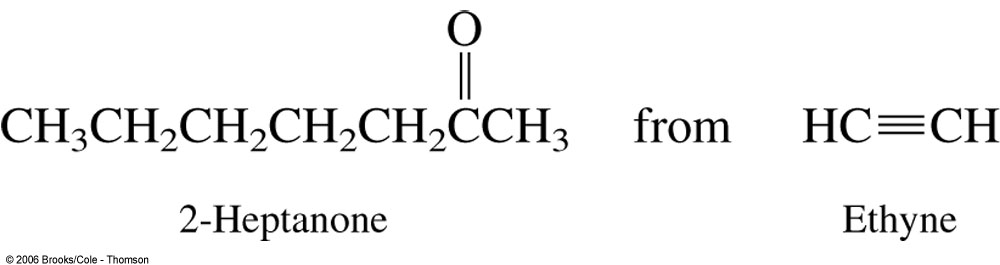 O
CH₃CH₂CH₂CH₂CH₂CCH₃ from HC≡CH
2-Heptanone Ethyne
© 2006 Brooks/Cole - Thomson